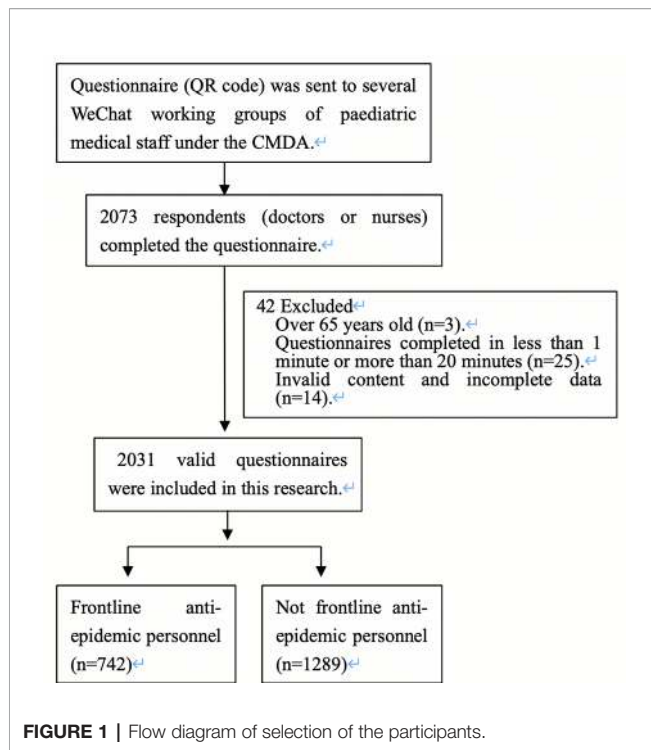 Questionnaire (QR code) was sent to several
WeChat working groups of paediatric
medical staff under the CMDA.↵
2073 respondents (doctors or nurses)
completed the questionnaire.↵
42 Excluded↵
Over 65 years old (n=3).↵
Questionnaires completed in less than 1
minute or more than 20 minutes (n=25).↵
Invalid content and incomplete data
(n=14).↵
2031 valid questionnaires
were included in this research.↵
Frontline anti-
epidemic personnel
(n=742)↵
Not frontline anti-
epidemic personnel
(n=1289)↵
FIGURE 1 | Flow diagram of selection of the participants.